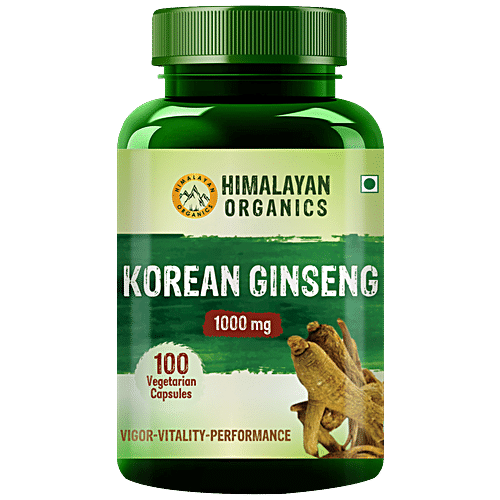 HIMALAYAN
ORGANICS
HIMALAYAN
ORGANICS
KOREAN GINSENG
1000 mg
100
Vegetarian
Capsules
VIGOR-VITALITY-PERFORMANCE